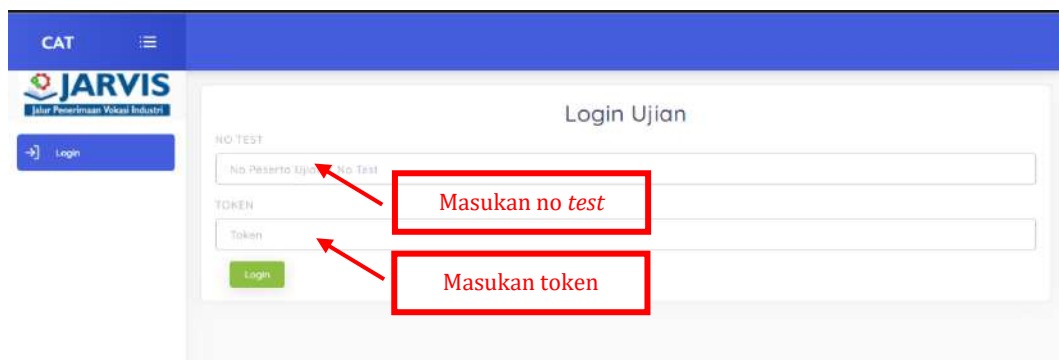 CAT
JARVIS
Jalur Penerimaan Vokasi Industri
Login
Login Ujian
NO TEST
No Peserta Ujian No Test
Masukan no test
TOKEN
Token
Masukan token
Login